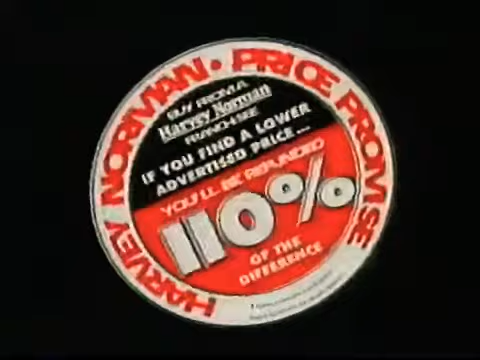 HARVEY NORMAN • PRICE PROMISE
BUY FROM A
Harvey Norman
FRANCHISEE
IF YOU FIND A LOWER
ADVERTISED PRICE...
YOU'LL BE REFUNDED
110%
OF THE
DIFFERENCE